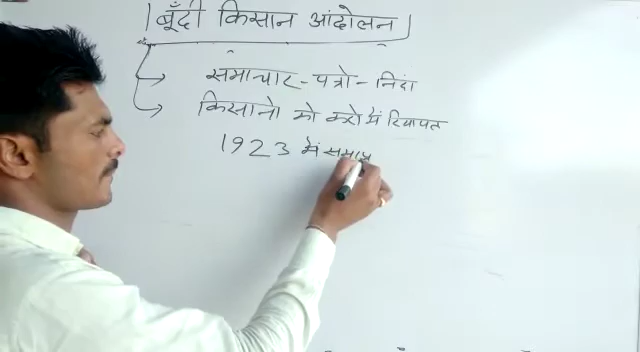 बूँदी किसान आंदोलन
समाचार-पत्रो-निंदा
किसानो को करो में रियायत
1923 में समाप्त